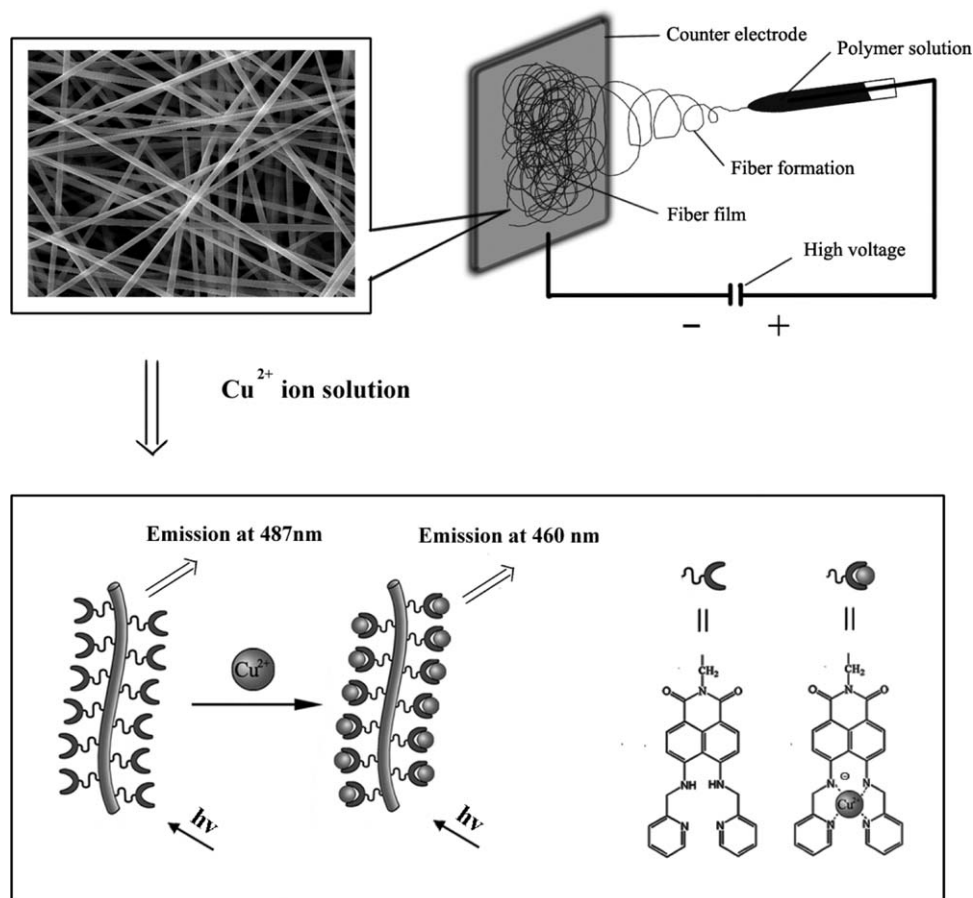 Counter electrode
Polymer solution
Fiber formation
Fiber film
High voltage
− +
Cu2+ ion solution
Emission at 487nm
Emission at 460 nm
Cu2+
hv
hv
CH2
O N O
NH HN
N N
CH2
O N O
⊖
N N
Cu2+
N N